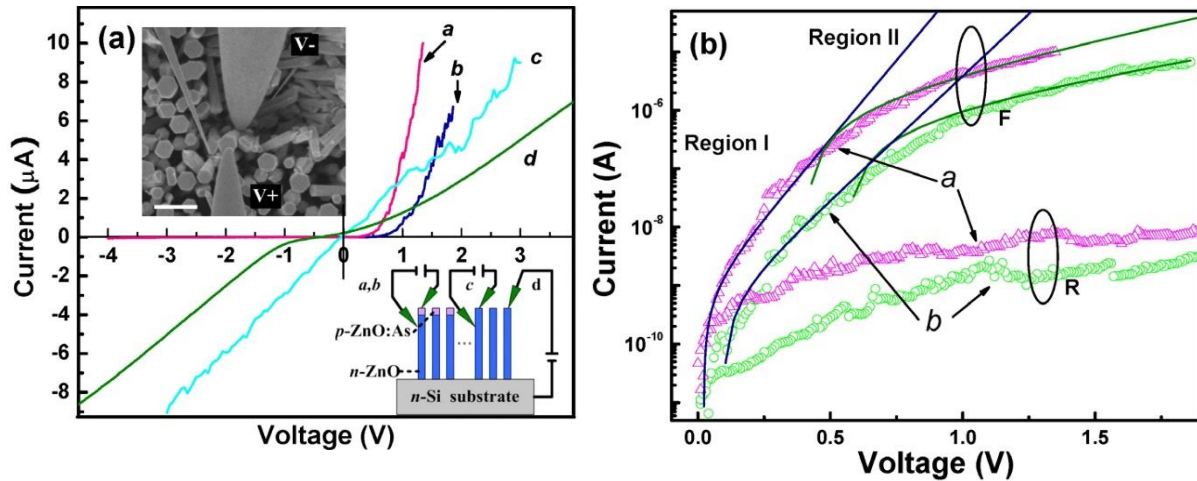 (a)
V-
V+
a
b
c
d
10
8
6
4
2
0
-2
-4
-6
-8
-4
-3
-2
-1
0
1
2
3
Current (μA)
Voltage (V)
a,b
c
d
p-ZnO:As
...
n-ZnO
n-Si substrate
(b)
Region II
Region I
F
a
R
b
10⁻⁶
10⁻⁸
10⁻¹⁰
0.0
0.5
1.0
1.5
Current (A)
Voltage (V)